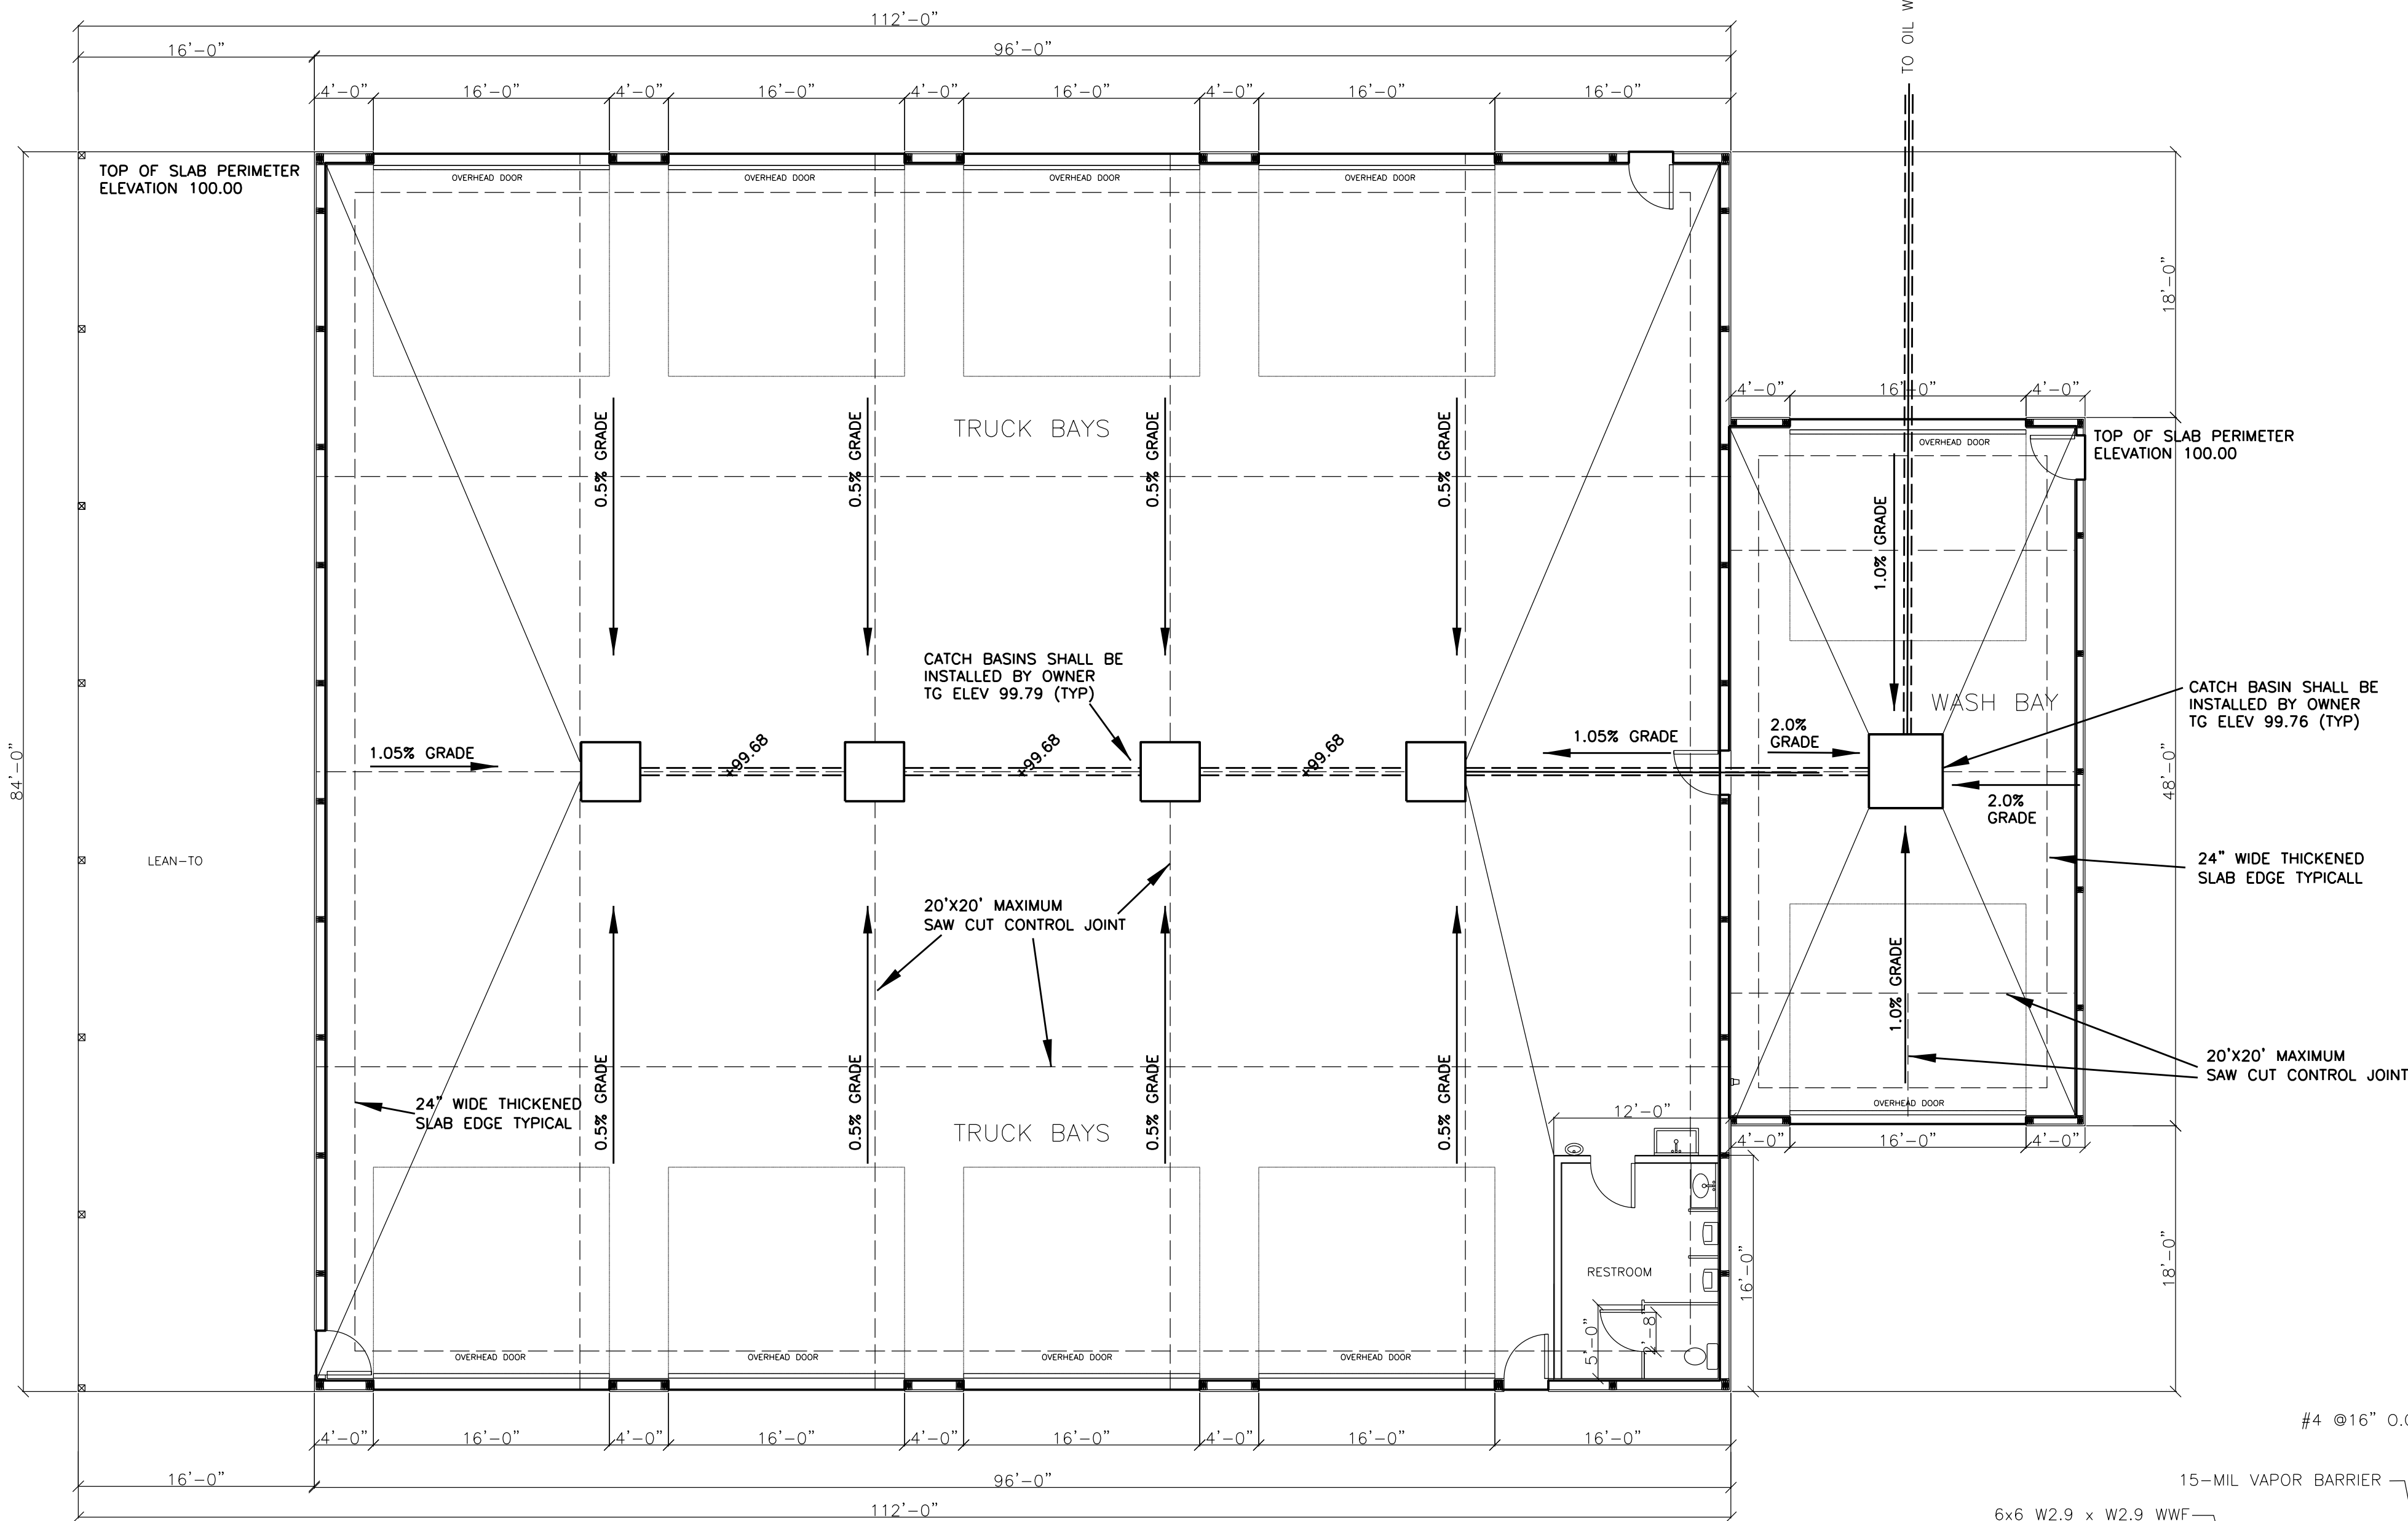 112'-0"
16'-0"
96'-0"
4'-0"
16'-0"
4'-0"
16'-0"
4'-0"
16'-0"
4'-0"
16'-0"
16'-0"
TO OIL W
TOP OF SLAB PERIMETER
ELEVATION 100.00
OVERHEAD DOOR
OVERHEAD DOOR
OVERHEAD DOOR
OVERHEAD DOOR
18'-0"
4'-0"
16'-0"
4'-0"
0.5% GRADE
0.5% GRADE
0.5% GRADE
0.5% GRADE
TRUCK BAYS
OVERHEAD DOOR
TOP OF SLAB PERIMETER
ELEVATION 100.00
1.0% GRADE
CATCH BASINS SHALL BE
INSTALLED BY OWNER
TG ELEV 99.79 (TYP)
WASH BAY
CATCH BASIN SHALL BE
INSTALLED BY OWNER
TG ELEV 99.76 (TYP)
84'-0"
1.05% GRADE
+99.68
+99.68
+99.68
1.05% GRADE
2.0%
GRADE
2.0%
GRADE
48'-0"
LEAN-TO
24" WIDE THICKENED
SLAB EDGE TYPICALL
20'X20' MAXIMUM
SAW CUT CONTROL JOINT
1.0% GRADE
20'X20' MAXIMUM
SAW CUT CONTROL JOINT
24" WIDE THICKENED
SLAB EDGE TYPICAL
0.5% GRADE
0.5% GRADE
0.5% GRADE
0.5% GRADE
TRUCK BAYS
12'-0"
OVERHEAD DOOR
4'-0"
16'-0"
4'-0"
RESTROOM
16'-0"
18'-0"
5'-0"
2'-8"
OVERHEAD DOOR
OVERHEAD DOOR
OVERHEAD DOOR
OVERHEAD DOOR
4'-0"
16'-0"
4'-0"
16'-0"
4'-0"
16'-0"
4'-0"
16'-0"
16'-0"
#4 @16" O.
16'-0"
96'-0"
15-MIL VAPOR BARRIER
112'-0"
6x6 W2.9 x W2.9 WWF